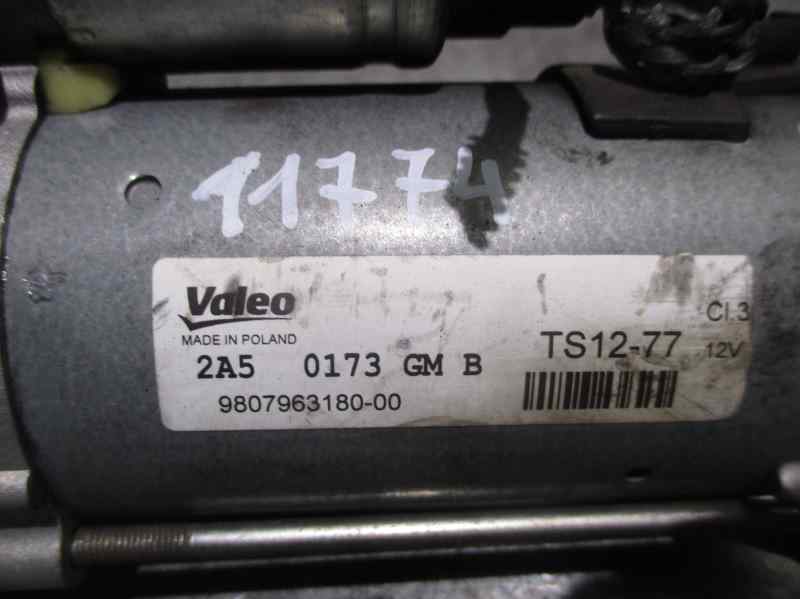 11774
Valeo
MADE IN POLAND
TS12-77
Cl.3
12V
2A5 0173 GM B
9807963180-00